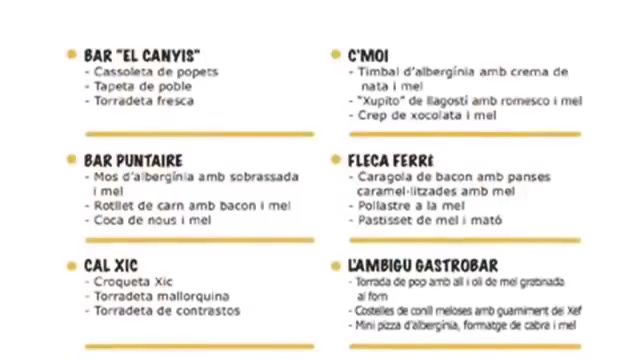 BAR "EL CANYIS"
- Cassoleta de popets
- Tapeta de poble
- Torradeta fresca
BAR PUNTAIRE
- Mos d'albergínia amb sobrassada
i mel
- Rotllet de carn amb bacon i mel
- Coca de nous i mel
CAL XIC
- Croqueta Xic
- Torradeta mallorquina
- Torradeta de contrastos
C'MOI
- Timbal d'albergínia amb crema de
nata i mel
- "Xupito" de llagostí amb romesco i mel
- Crep de xocolata i mel
FLECA FERRÉ
- Caragola de bacon amb panses
caramel·litzades amb mel
- Pollastre a la mel
- Pastisset de mel i mató
L'AMBIGU GASTROBAR
- Torrada de pop amb all i oli de mel gratinada
al forn
- Costelles de conill meloses amb guarniment del Xef
- Mini pizza d'albergínia, formatge de cabra i mel